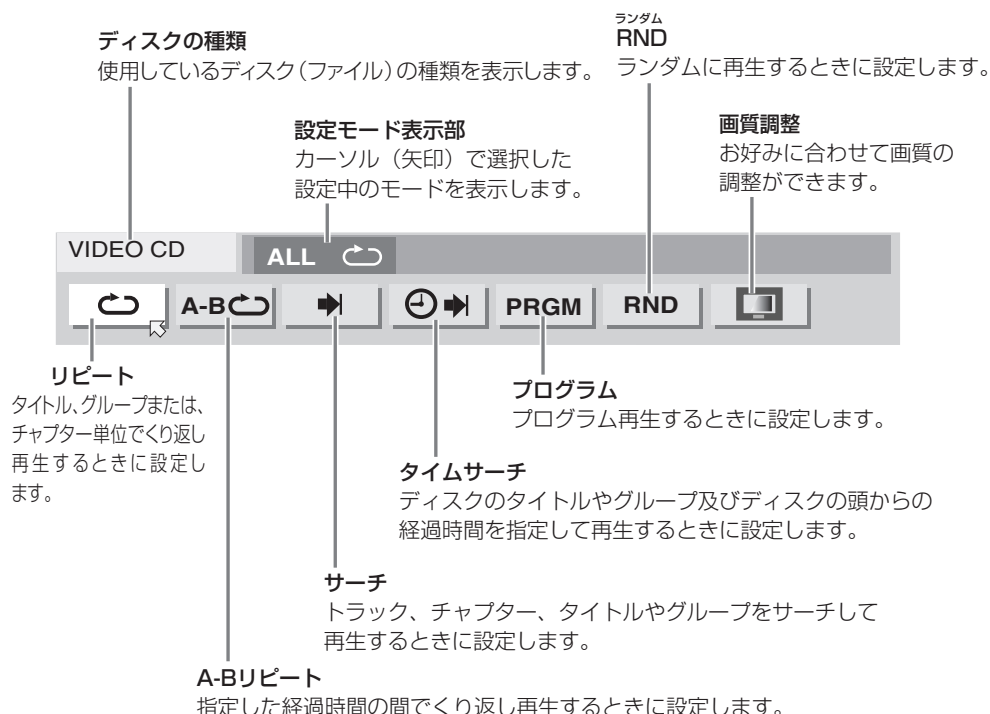 ディスクの種類
使用しているディスク（ファイル）の種類を表示します。
ランダム
RND
ランダムに再生するときに設定します。
設定モード表示部
カーソル（矢印）で選択した
設定中のモードを表示します。
画質調整
お好みに合わせて画質の
調整ができます。
VIDEO CD
ALL
A-B
PRGM
RND
リピート
タイトル、グループまたは、
チャプター単位でくり返し
再生するときに設定し
ます。
プログラム
プログラム再生するときに設定します。
タイムサーチ
ディスクのタイトルやグループ及びディスクの頭からの
経過時間を指定して再生するときに設定します。
サーチ
トラック、チャプター、タイトルやグループをサーチして
再生するときに設定します。
A-Bリピート
指定した経過時間の間でくり返し再生するときに設定します。